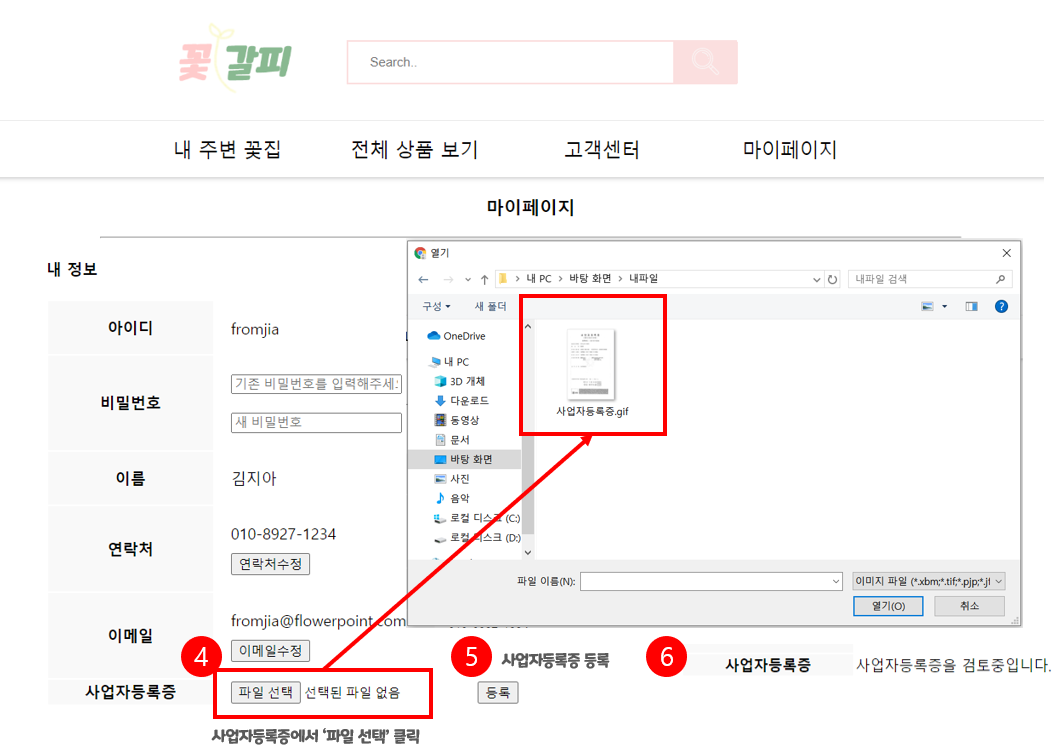 꽃갈피
Search..
내 주변 꽃집
전체 상품 보기
고객센터
마이페이지
마이페이지
내 정보
아이디
fromjia
비밀번호
기존 비밀번호를 입력해주세요
새 비밀번호
이름
김지아
연락처
010-8927-1234
연락처수정
이메일
fromjia@flowerpoint.com
이메일수정
사업자등록증
파일 선택 선택된 파일 없음
등록
4
사업자등록증에서 ‘파일 선택’ 클릭
5
사업자등록증 등록
6
사업자등록증
사업자등록증을 검토중입니다.
열기
내 PC > 바탕 화면 > 내파일
내파일 검색
구성
새 폴더
OneDrive
내 PC
3D 개체
다운로드
동영상
문서
바탕 화면
사진
음악
로컬 디스크 (C:)
로컬 디스크 (D:)
사업자등록증.gif
파일 이름(N):
이미지 파일 (*.xbm;*.tif;*.pjp;*.jf
열기(O)
취소